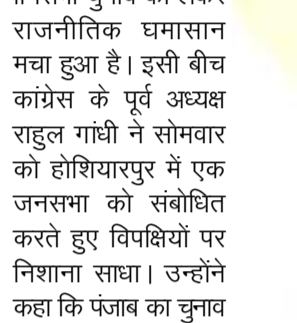 राजनीतिक घमासान
मचा हुआ है। इसी बीच
कांग्रेस के पूर्व अध्यक्ष
राहुल गांधी ने सोमवार
को होशियारपुर में एक
जनसभा को संबोधित
करते हुए विपक्षियों पर
निशाना साधा। उन्होंने
कहा कि पंजाब का चुनाव